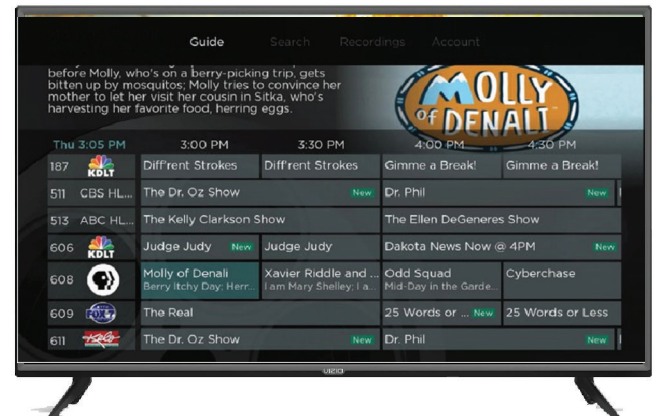 Guide Search Recordings Account
before Molly, who's on a berry-picking trip, gets
bitten up by mosquitos; Molly tries to convince her
mother to let her visit her cousin in Sitka, who's
harvesting her favorite food, herring eggs.
MOLLY
OF DENALI
Thu 3:05 PM 3:00 PM 3:30 PM 4:00 PM 4:30 PM
187 KDLT Diff'rent Strokes Diff'rent Strokes Gimme a Break! Gimme a Break!
511 CBS HL... The Dr. Oz Show New Dr. Phil New
513 ABC HL... The Kelly Clarkson Show The Ellen DeGeneres Show
606 KDLT Judge Judy New Judge Judy Dakota News Now @ 4PM New
608 Molly of Denali Xavier Riddle and ... Odd Squad Cyberchase
Berry Itchy Day; Herr... I am Mary Shelley; I a... Mid-Day in the Garde...
609 FOX The Real 25 Words or ... New 25 Words or Less
611 The Dr. Oz Show New Dr. Phil New
VIZIO